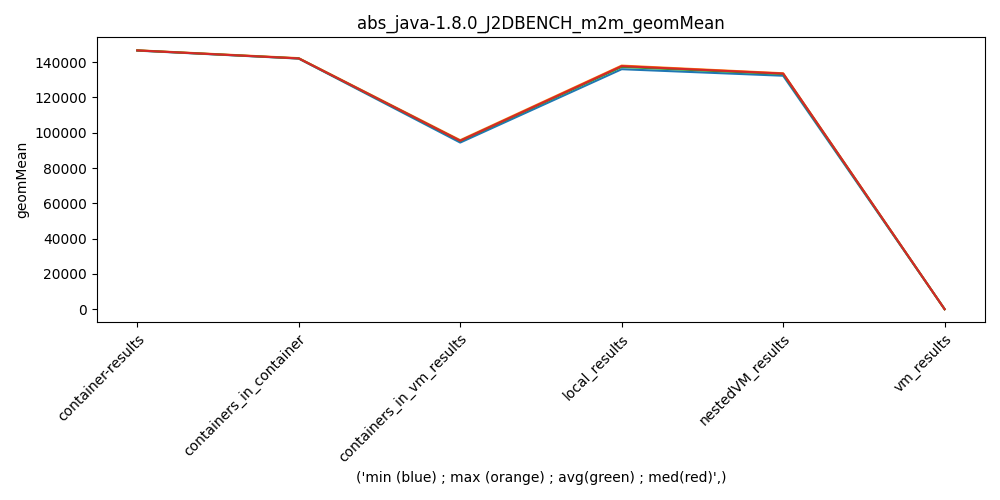 abs_java-1.8.0_J2DBENCH_m2m_geomMean
geomMean
140000
120000
100000
80000
60000
40000
20000
0
container-results
containers_in_container
containers_in_vm_results
local_results
nestedVM_results
vm_results
('min (blue) ; max (orange) ; avg(green) ; med(red)',)